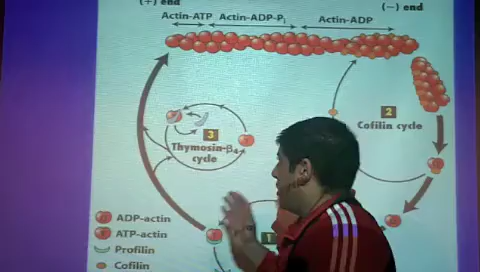 (+) end
(−) end
Actin-ATP
Actin-ADP-Pi
Actin-ADP
2
Cofilin cycle
3
Thymosin-β4
cycle
1
ADP-actin
ATP-actin
Profilin
Cofilin